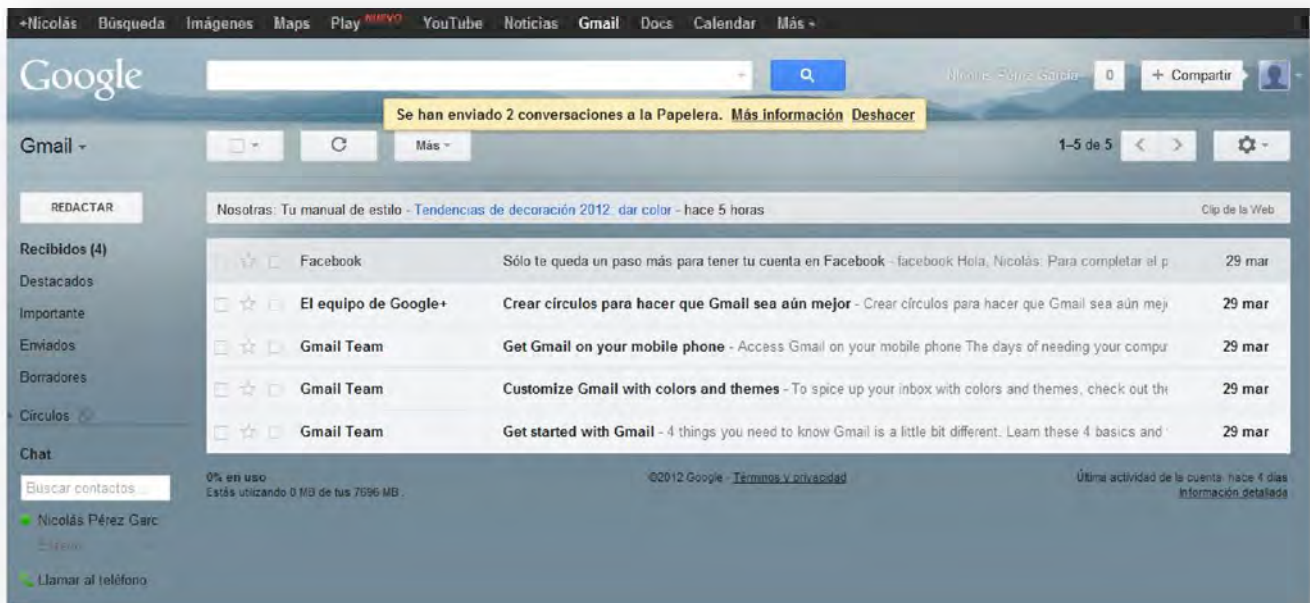 +Nicolás Búsqueda Imágenes Maps Play NUEVO YouTube Noticias Gmail Docs Calendar Más
Google
Nicolás Pérez García 0 + Compartir
Se han enviado 2 conversaciones a la Papelera. Más información Deshacer
Gmail Más 1–5 de 5
REDACTAR
Nosotras: Tu manual de estilo - Tendencias de decoración 2012, dar color - hace 5 horas Clip de la Web
Recibidos (4)
Destacados
Importante
Enviados
Borradores
Círculos
Facebook Sólo te queda un paso más para tener tu cuenta en Facebook - facebook Hola, Nicolás: Para completar el p 29 mar
El equipo de Google+ Crear círculos para hacer que Gmail sea aún mejor - Crear círculos para hacer que Gmail sea aún mej 29 mar
Gmail Team Get Gmail on your mobile phone - Access Gmail on your mobile phone The days of needing your compu 29 mar
Gmail Team Customize Gmail with colors and themes - To spice up your inbox with colors and themes, check out the 29 mar
Gmail Team Get started with Gmail - 4 things you need to know Gmail is a little bit different. Learn these 4 basics and 29 mar
Chat
Buscar contactos...
Nicolás Pérez Garc
Llamar al teléfono
0% en uso
Estás utilizando 0 MB de tus 7696 MB.
©2012 Google - Términos y privacidad
Última actividad de la cuenta: hace 4 días
Información detallada